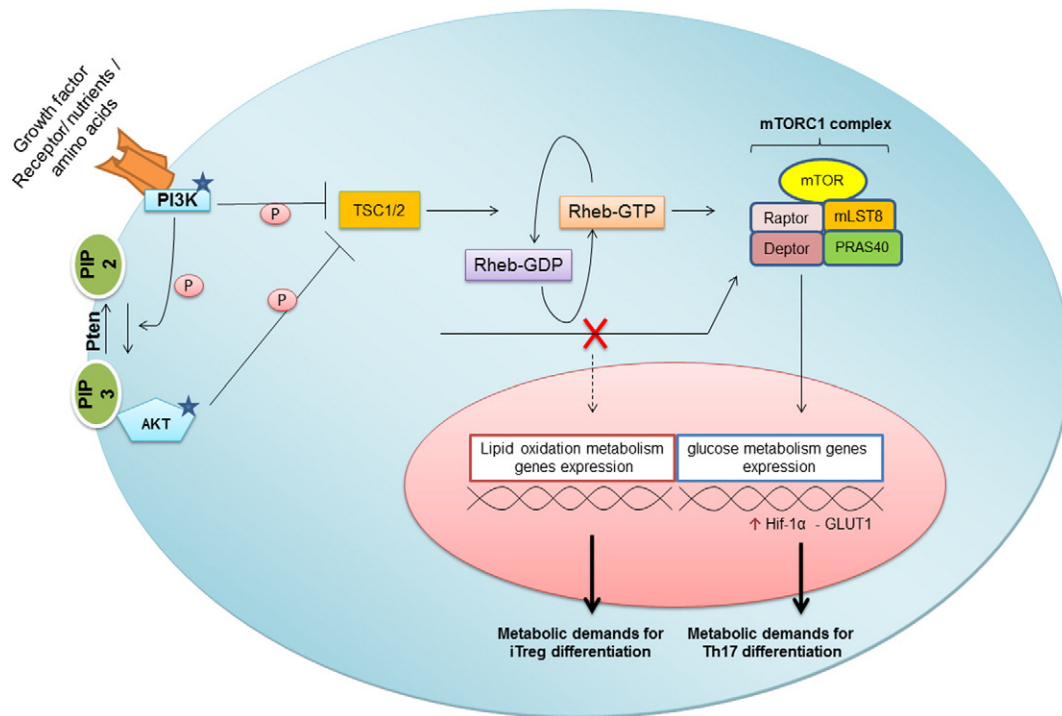 Growth factor
Receptor/ nutrients /
amino acids
PI3K
P
TSC1/2
Rheb-GTP
Rheb-GDP
mTORC1 complex
mTOR
Raptor
mLST8
Deptor
PRAS40
PIP
2
P
P
Pten
PIP
3
AKT
X
Lipid oxidation metabolism
genes expression
glucose metabolism genes
expression
↑ Hif-1α - GLUT1
Metabolic demands for
iTreg differentiation
Metabolic demands for
Th17 differentiation